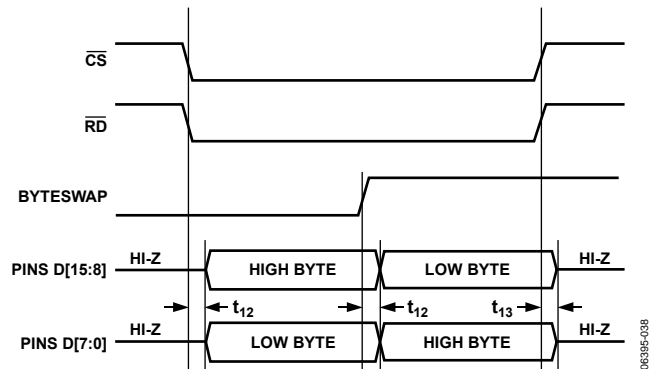 CS
RD
BYTESWAP
PINS D[15:8] HI-Z HIGH BYTE LOW BYTE HI-Z
t12 t12 t13
PINS D[7:0] HI-Z LOW BYTE HIGH BYTE HI-Z
06395-038